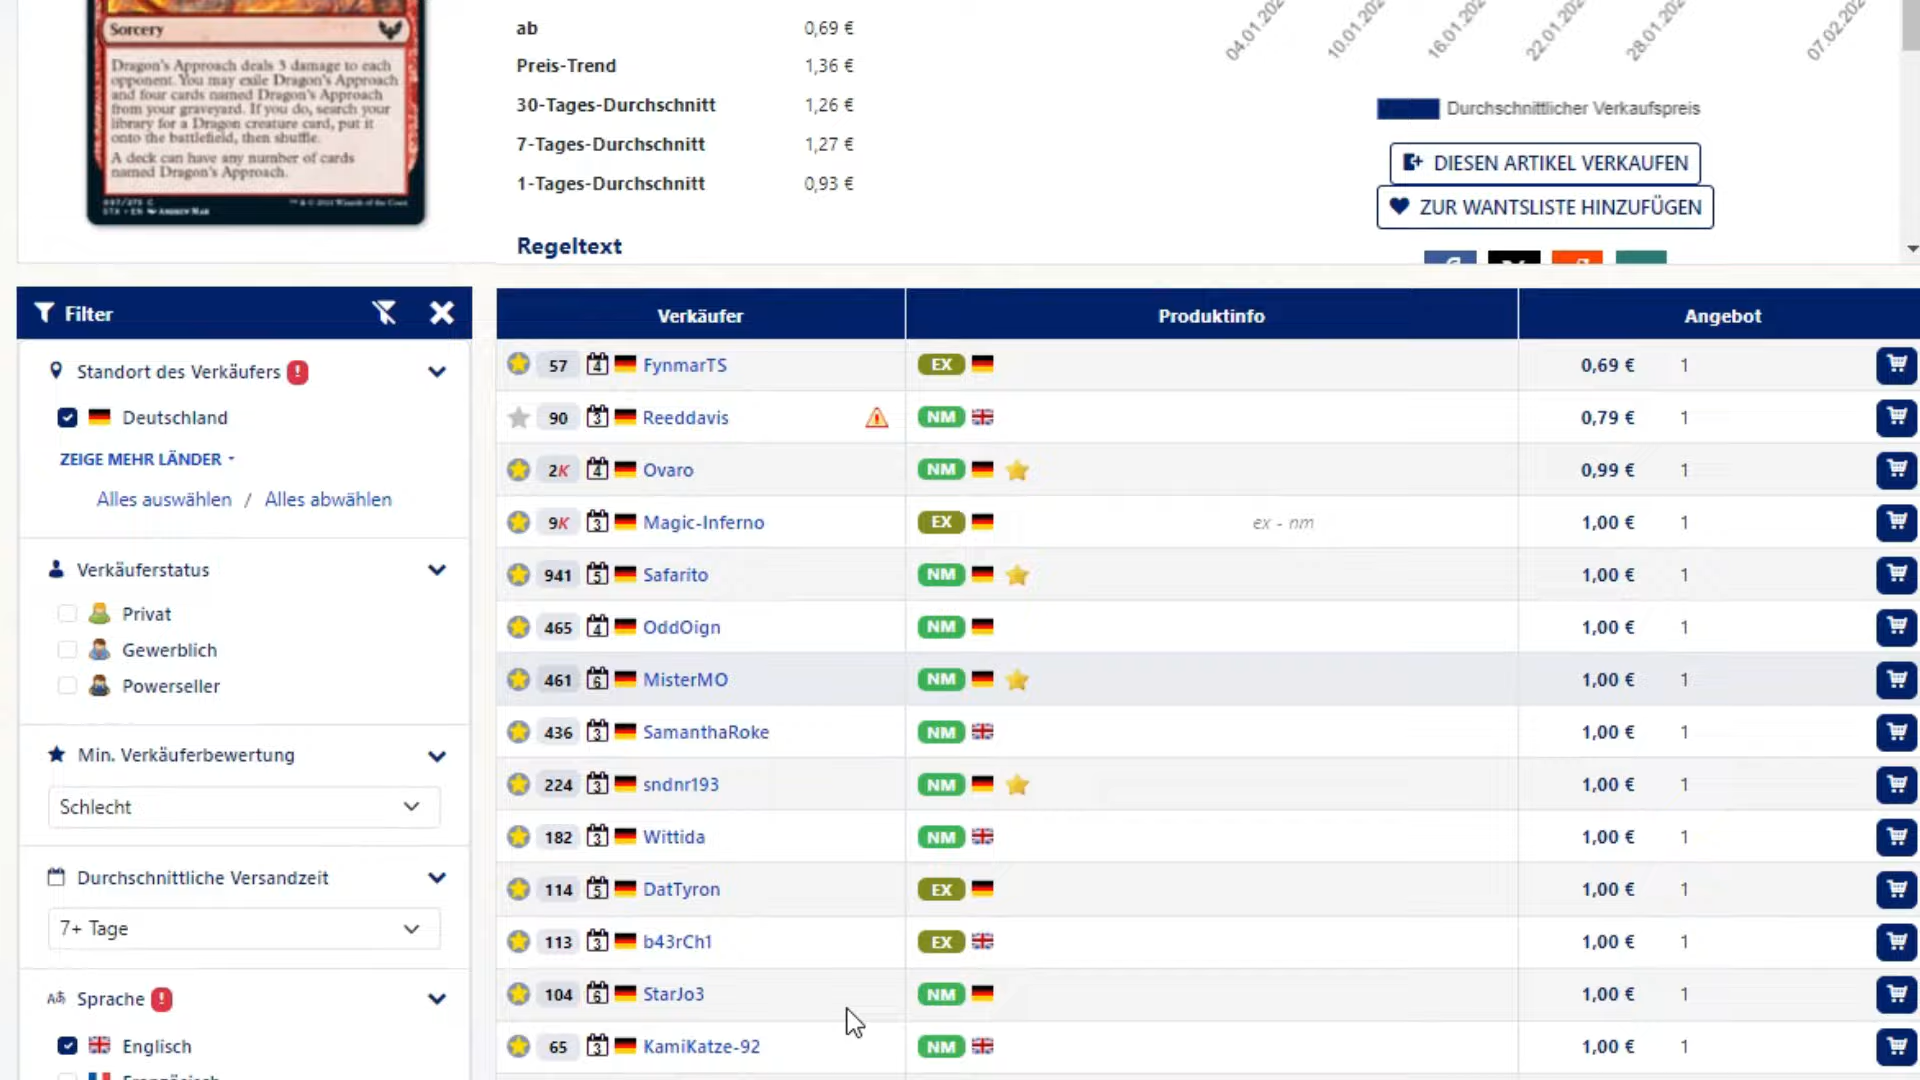 Sorcery
Dragon's Approach deals 3 damage to each
opponent. You may exile Dragon's Approach
and four cards named Dragon's Approach
from your graveyard. If you do, search your
library for a Dragon creature card, put it
onto the battlefield, then shuffle.
A deck can have any number of cards
named Dragon's Approach.
ab 0,69 €
Preis-Trend 1,36 €
30-Tages-Durchschnitt 1,26 €
7-Tages-Durchschnitt 1,27 €
1-Tages-Durchschnitt 0,93 €
Regeltext
Durchschnittlicher Verkaufspreis
DIESEN ARTIKEL VERKAUFEN
ZUR WANTSLISTE HINZUFÜGEN
Filter
Standort des Verkäufers
Deutschland
ZEIGE MEHR LÄNDER
Alles auswählen / Alles abwählen
Verkäuferstatus
Privat
Gewerblich
Powerseller
Min. Verkäuferbewertung
Schlecht
Durchschnittliche Versandzeit
7+ Tage
Sprache
Englisch
Verkäufer Produktinfo Angebot
57 4 FynmarTS EX 0,69 € 1
90 3 Reeddavis NM 0,79 € 1
2K 4 Ovaro NM 0,99 € 1
9K 3 Magic-Inferno EX ex - nm 1,00 € 1
941 5 Safarito NM 1,00 € 1
465 4 OddOign NM 1,00 € 1
461 6 MisterMO NM 1,00 € 1
436 3 SamanthaRoke NM 1,00 € 1
224 3 sndnr193 NM 1,00 € 1
182 3 Wittida NM 1,00 € 1
114 5 DatTyron EX 1,00 € 1
113 3 b43rCh1 EX 1,00 € 1
104 6 StarJo3 NM 1,00 € 1
65 3 KamiKatze-92 NM 1,00 € 1